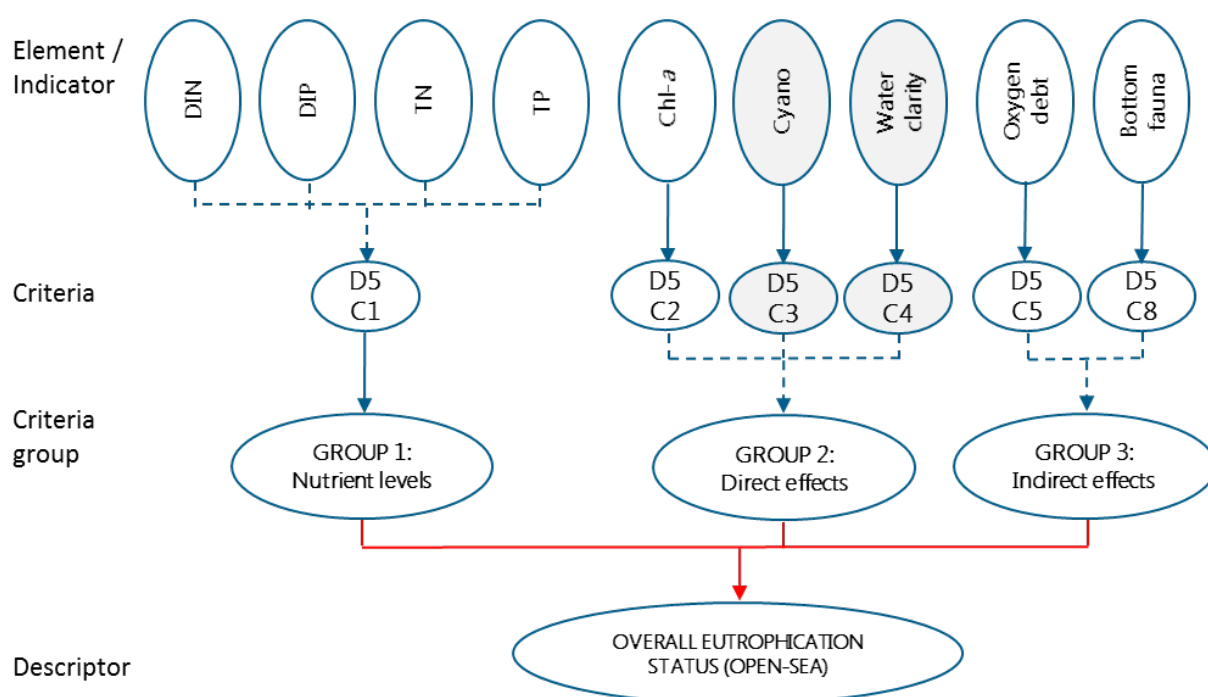 Element /
Indicator
DIN
DIP
TN
TP
Chl-a
Cyano
Water
clarity
Oxygen
debt
Bottom
fauna
Criteria
D5
C1
D5
C2
D5
C3
D5
C4
D5
C5
D5
C8
Criteria
group
GROUP 1:
Nutrient levels
GROUP 2:
Direct effects
GROUP 3:
Indirect effects
Descriptor
OVERALL EUTROPHICATION
STATUS (OPEN-SEA)